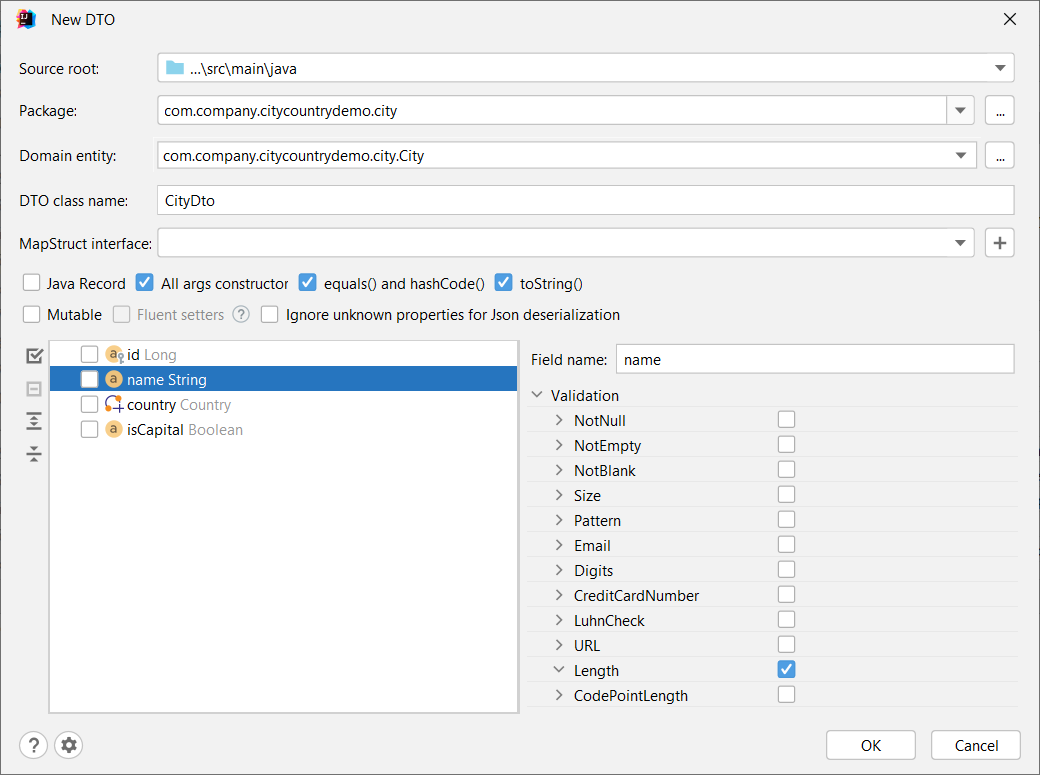 New DTO
Source root: ...\src\main\java
Package: com.company.citycountrydemo.city ...
Domain entity: com.company.citycountrydemo.city.City ...
DTO class name: CityDto
MapStruct interface:
Java Record All args constructor equals() and hashCode() toString()
Mutable Fluent setters ? Ignore unknown properties for Json deserialization
id Long
name String
country Country
isCapital Boolean
Field name: name
Validation
NotNull
NotEmpty
NotBlank
Size
Pattern
Email
Digits
CreditCardNumber
LuhnCheck
URL
Length
CodePointLength
? OK Cancel